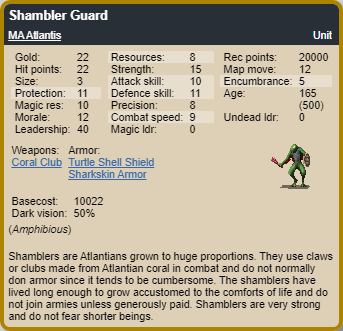 Shambler Guard
MA Atlantis Unit
Gold: 22 Resources: 8 Rec points: 20000
Hit points: 22 Strength: 15 Map move: 12
Size: 3 Attack skill: 10 Encumbrance: 5
Protection: 11 Defence skill: 11 Age: 165
Magic res: 10 Precision: 8 (500)
Morale: 12 Combat speed: 9 Undead ldr: 0
Leadership: 40 Magic ldr: 0
Weapons: Armor:
Coral Club Turtle Shell Shield
Sharkskin Armor
Basecost: 10022
Dark vision: 50%
(Amphibious)
Shamblers are Atlantians grown to huge proportions. They use claws
or clubs made from Atlantian coral in combat and do not normally
don armor since it tends to be cumbersome. The shamblers have
lived long enough to grow accustomed to the comforts of life and do
not join armies unless generously paid. Shamblers are very strong
and do not fear shorter beings.